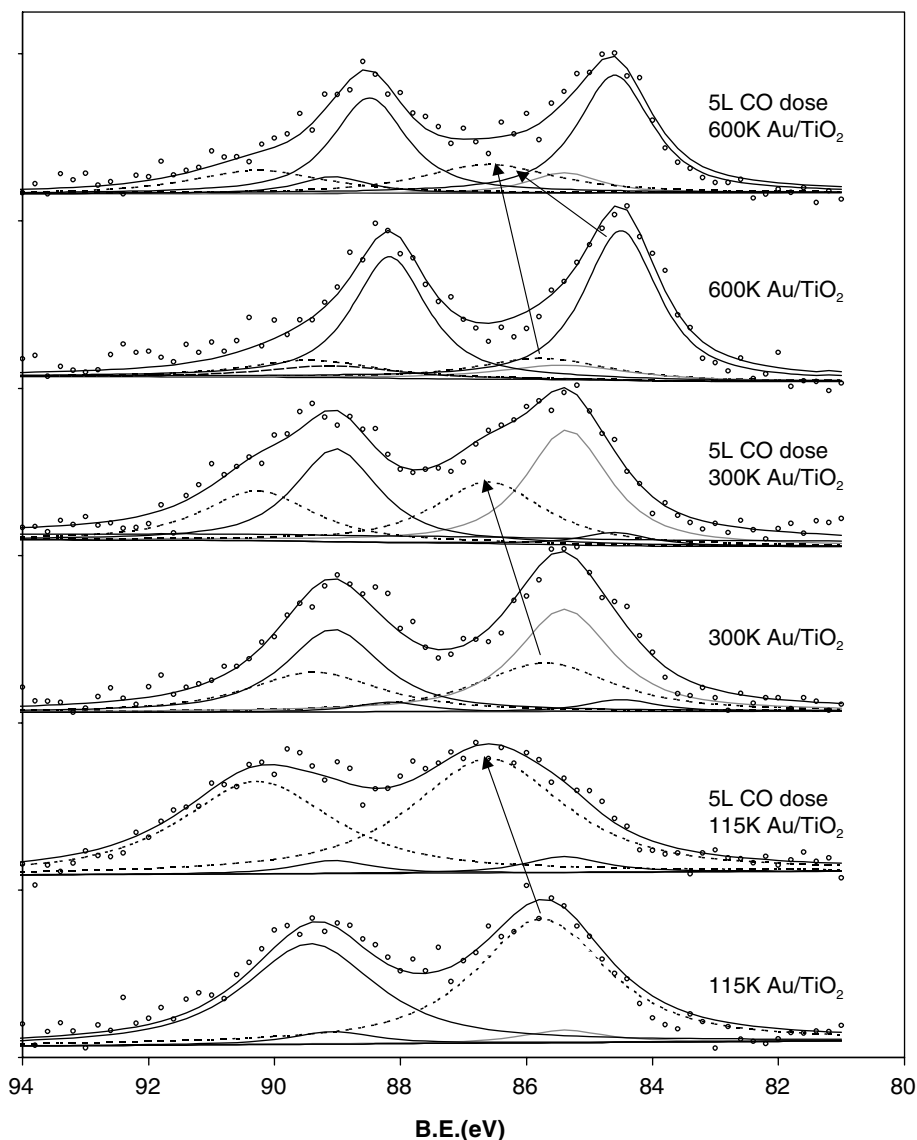 5L CO dose
600K Au/TiO₂
600K Au/TiO₂
5L CO dose
300K Au/TiO₂
300K Au/TiO₂
5L CO dose
115K Au/TiO₂
115K Au/TiO₂
94 92 90 88 86 84 82 80
B.E.(eV)